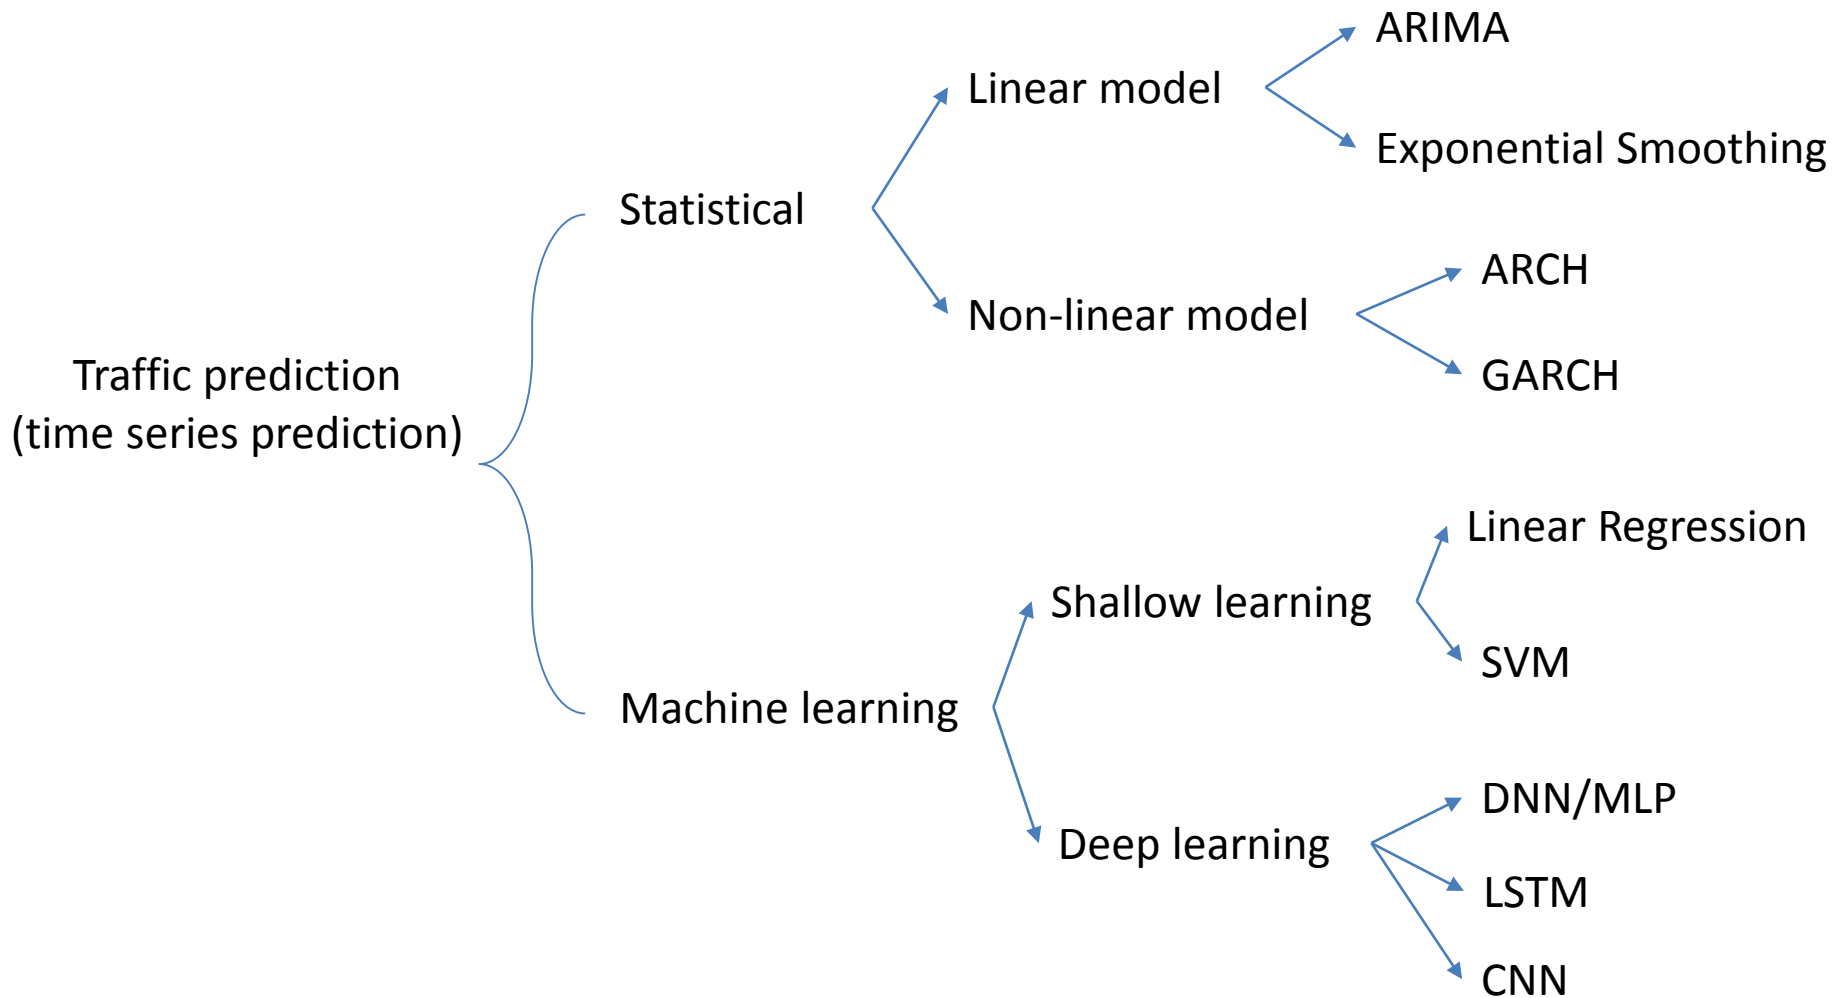 Traffic prediction
(time series prediction)
Statistical
Linear model
ARIMA
Exponential Smoothing
Non-linear model
ARCH
GARCH
Machine learning
Shallow learning
Linear Regression
SVM
Deep learning
DNN/MLP
LSTM
CNN